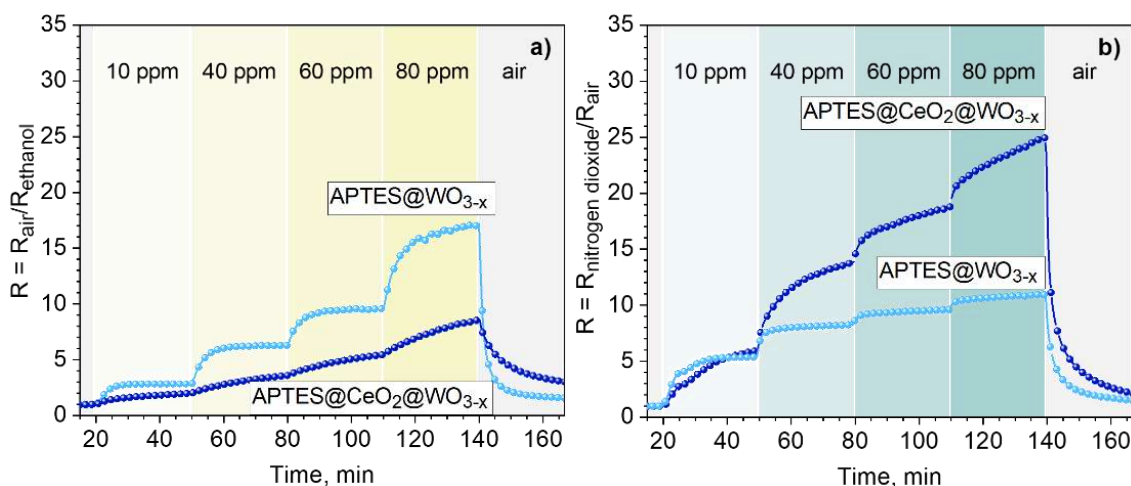 a)
10 ppm 40 ppm 60 ppm 80 ppm air
APTES@WO3-x
APTES@CeO2@WO3-x
R = Rair/Rethanol
35
30
25
20
15
10
5
0
20 40 60 80 100 120 140 160
Time, min
b)
10 ppm 40 ppm 60 ppm 80 ppm air
APTES@CeO2@WO3-x
APTES@WO3-x
R = Rnitrogen dioxide/Rair
35
30
25
20
15
10
5
0
20 40 60 80 100 120 140 160
Time, min